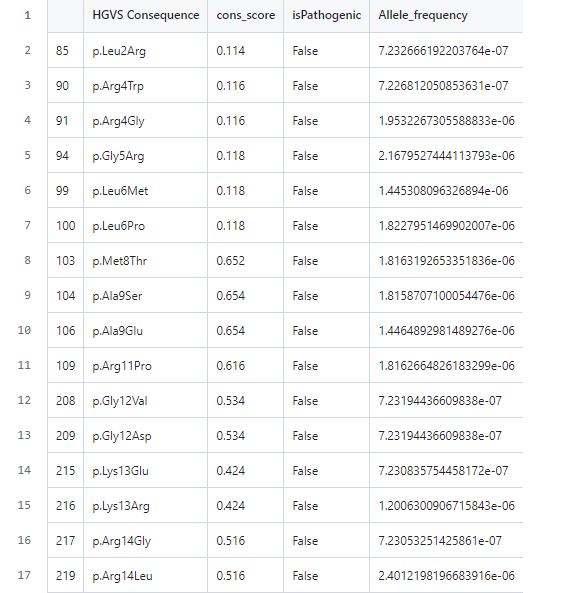 1 HGVS Consequence cons_score isPathogenic Allele_frequency
2 85 p.Leu2Arg 0.114 False 7.232666192203764e-07
3 90 p.Arg4Trp 0.116 False 7.226812050853631e-07
4 91 p.Arg4Gly 0.116 False 1.9532267305588833e-06
5 94 p.Gly5Arg 0.118 False 2.1679527444113793e-06
6 99 p.Leu6Met 0.118 False 1.445308096326894e-06
7 100 p.Leu6Pro 0.118 False 1.8227951469902007e-06
8 103 p.Met8Thr 0.652 False 1.8163192653351836e-06
9 104 p.Ala9Ser 0.654 False 1.8158707100054476e-06
10 106 p.Ala9Glu 0.654 False 1.4464892981489276e-06
11 109 p.Arg11Pro 0.616 False 1.8162664826183299e-06
12 208 p.Gly12Val 0.534 False 7.23194436609838e-07
13 209 p.Gly12Asp 0.534 False 7.23194436609838e-07
14 215 p.Lys13Glu 0.424 False 7.230835754458172e-07
15 216 p.Lys13Arg 0.424 False 1.2006300906715843e-06
16 217 p.Arg14Gly 0.516 False 7.23053251425861e-07
17 219 p.Arg14Leu 0.516 False 2.4012198196683916e-06